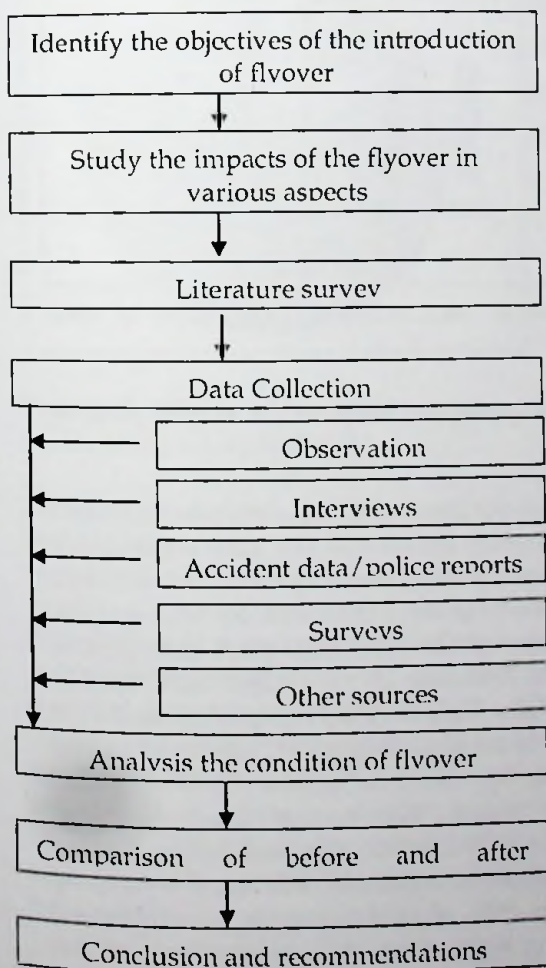 Identify the objectives of the introduction
of flyover
Study the impacts of the flyover in
various aspects
Literature survey
Data Collection
Observation
Interviews
Accident data/police reports
Surveys
Other sources
Analysis the condition of flyover
Comparison of before and after
Conclusion and recommendations